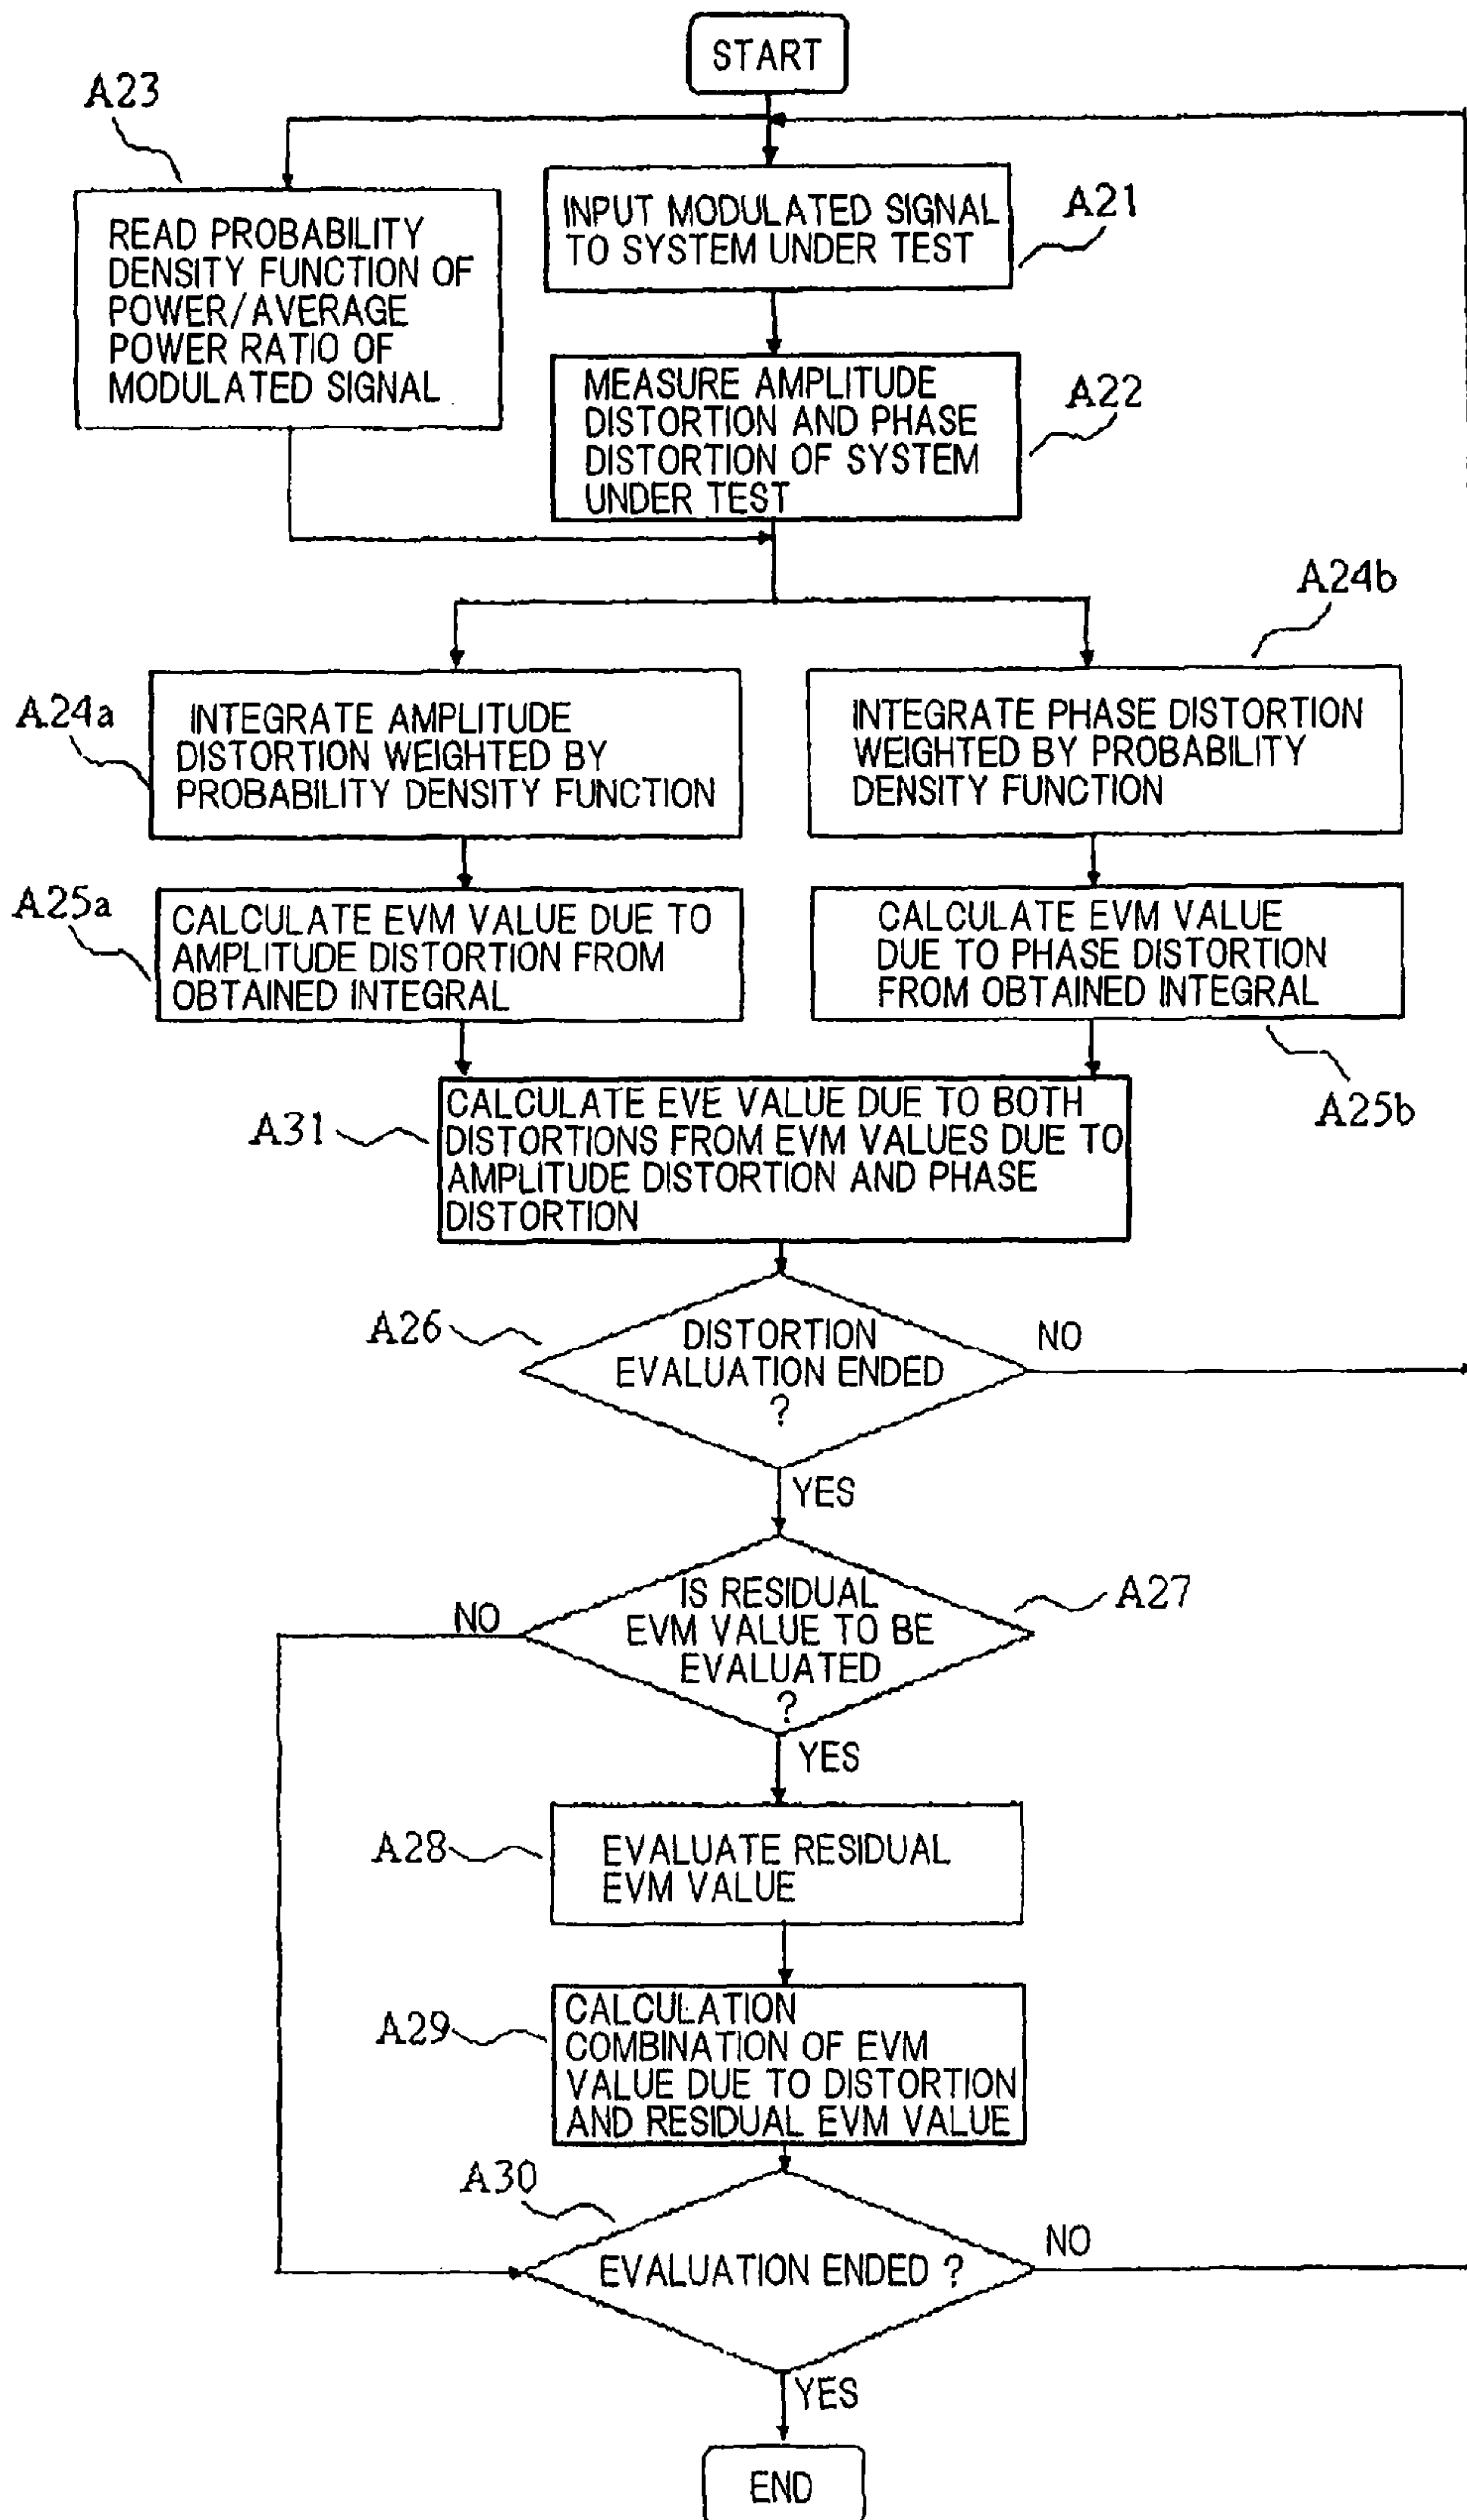 START
A23
READ PROBABILITY
DENSITY FUNCTION OF
POWER/AVERAGE
POWER RATIO OF
MODULATED SIGNAL
INPUT MODULATED SIGNAL
TO SYSTEM UNDER TEST
A21
MEASURE AMPLITUDE
DISTORTION AND PHASE
DISTORTION OF SYSTEM
UNDER TEST
A22
A24a
INTEGRATE AMPLITUDE
DISTORTION WEIGHTED BY
PROBABILITY DENSITY FUNCTION
A24b
INTEGRATE PHASE DISTORTION
WEIGHTED BY PROBABILITY
DENSITY FUNCTION
A25a
CALCULATE EVM VALUE DUE TO
AMPLITUDE DISTORTION FROM
OBTAINED INTEGRAL
CALCULATE EVM VALUE
DUE TO PHASE DISTORTION
FROM OBTAINED INTEGRAL
A25b
A31
CALCULATE EVE VALUE DUE TO BOTH
DISTORTIONS FROM EVM VALUES DUE TO
AMPLITUDE DISTORTION AND PHASE
DISTORTION
A26
DISTORTION
EVALUATION ENDED
?
NO
YES
IS RESIDUAL
EVM VALUE TO BE
EVALUATED
?
A27
NO
YES
A28
EVALUATE RESIDUAL
EVM VALUE
A29
CALCULATION
COMBINATION OF EVM
VALUE DUE TO DISTORTION
AND RESIDUAL EVM VALUE
A30
EVALUATION ENDED ?
NO
YES
END